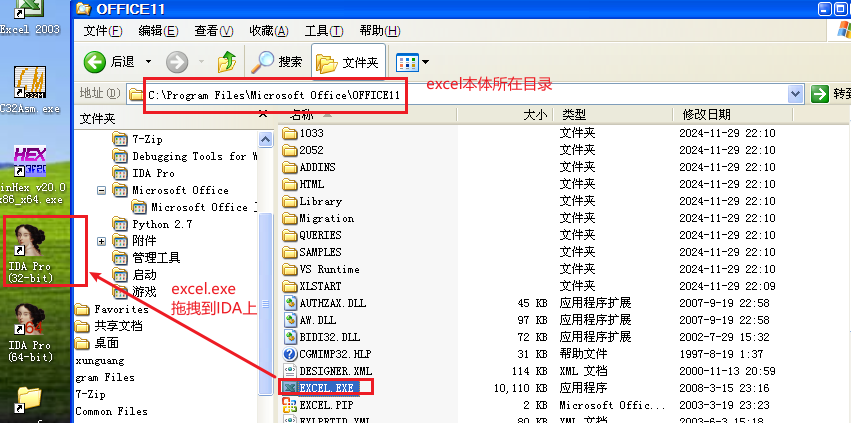 OFFICE11
Excel 2003
文件(F) 编辑(E) 查看(V) 收藏(A) 工具(T) 帮助(H)
后退 搜索 文件夹
C32Asm.exe
地址(D) C:\Program Files\Microsoft Office\OFFICE11 转到
excel本体所在目录
文件夹 ×
名称 大小 类型 修改日期
HEX
inHex v20.0
x86_x64.exe
IDA Pro
(32-bit)
64
IDA Pro
(64-bit)
7-Zip
Debugging Tools for W
IDA Pro
Microsoft Office
Microsoft Office
Python 2.7
附件
管理工具
启动
游戏
Favorites
共享文档
桌面
xunguang
gram Files
7-Zip
Common Files
excel.exe
拖拽到IDA上
1033 文件夹 2024-11-29 22:10
2052 文件夹 2024-11-29 22:10
ADDINS 文件夹 2024-11-29 22:10
HTML 文件夹 2024-11-29 22:10
Library 文件夹 2024-11-29 22:10
Migration 文件夹 2024-11-29 22:10
QUERIES 文件夹 2024-11-29 22:10
SAMPLES 文件夹 2024-11-29 22:10
VS Runtime 文件夹 2024-11-29 22:10
XLSTART 文件夹 2024-11-29 22:09
AUTHZAX.DLL 45 KB 应用程序扩展 2007-9-19 22:58
AW.DLL 97 KB 应用程序扩展 2007-9-19 22:58
BIDI32.DLL 72 KB 应用程序扩展 2002-7-29 15:32
CGMIMP32.HLP 31 KB 帮助文件 1997-8-19 1:37
DESIGNER.XML 114 KB XML 文档 2000-11-13 20:59
EXCEL.EXE 10,110 KB 应用程序 2008-3-15 23:16
EXCEL.PIP 2 KB Microsoft Offic... 2003-3-19 23:23
80 KB XML 文档 2003-6-3 15:18